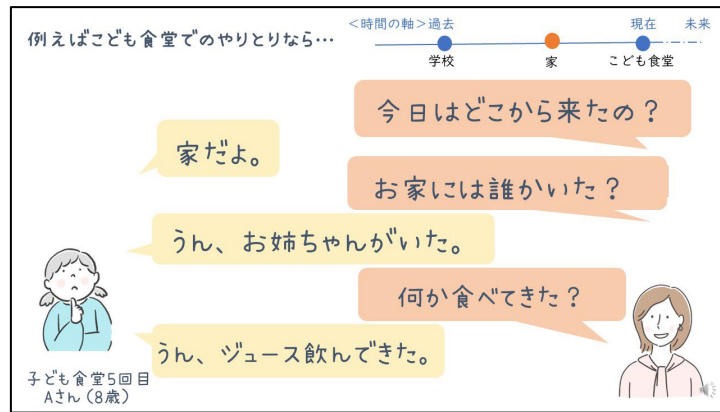 例えばこども食堂でのやりとりなら…
＜時間の軸＞過去 現在 未来
学校 家 こども食堂
今日はどこから来たの？
家だよ。
お家には誰かいた？
うん、お姉ちゃんがいた。
何か食べてきた？
うん、ジュース飲んできた。
子ども食堂5回目
Aさん（8歳）